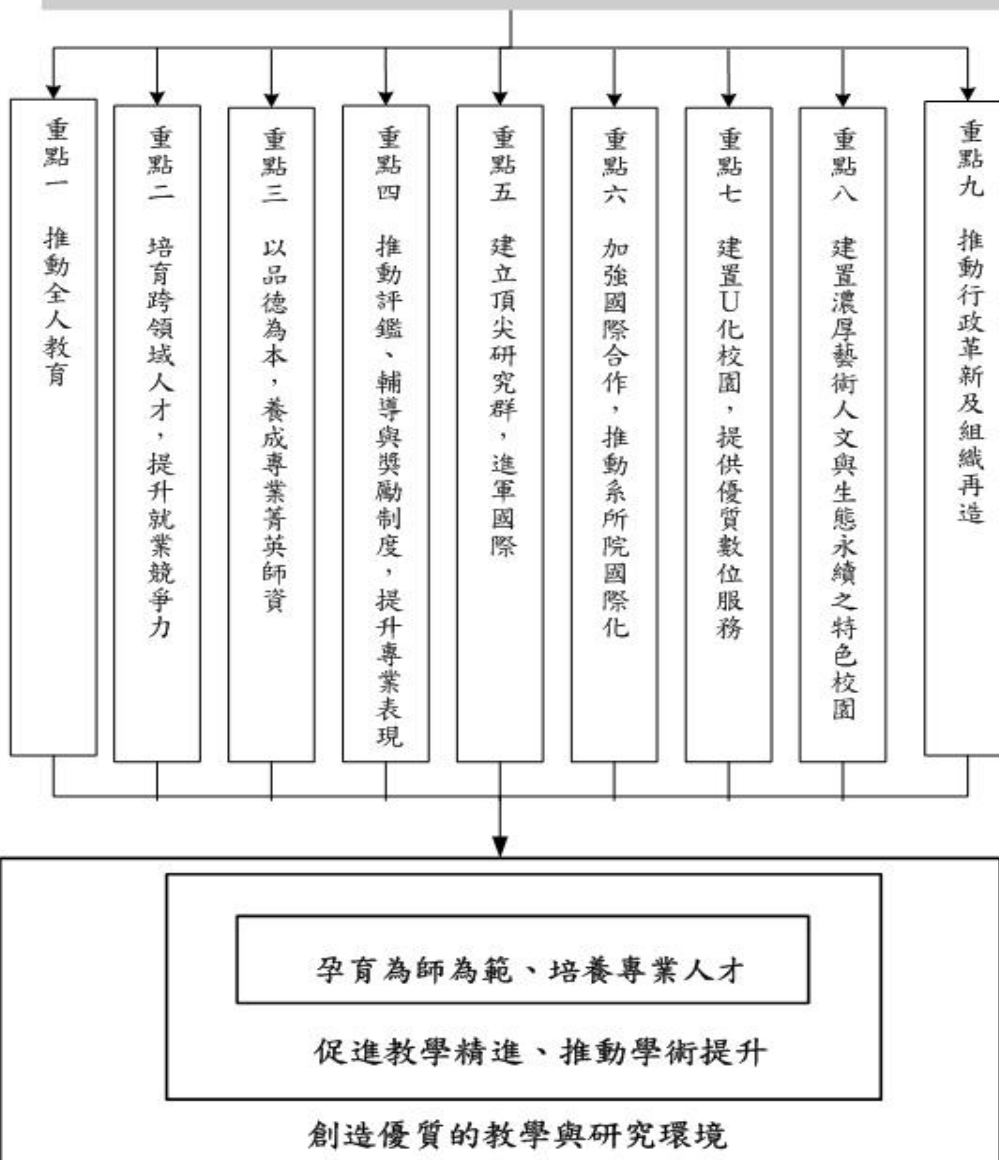 重點一 推動全人教育
重點二 培育跨領域人才，提升就業競爭力
重點三 以品德為本，養成專業菁英師資
重點四 推動評鑑、輔導與獎勵制度，提升專業表現
重點五 建立頂尖研究群，進軍國際
重點六 加強國際合作，推動系所院國際化
重點七 建置U化校園，提供優質數位服務
重點八 建置濃厚藝術人文與生態永續之特色校園
重點九 推動行政革新及組織再造
孕育為師為範、培養專業人才
促進教學精進、推動學術提升
創造優質的教學與研究環境